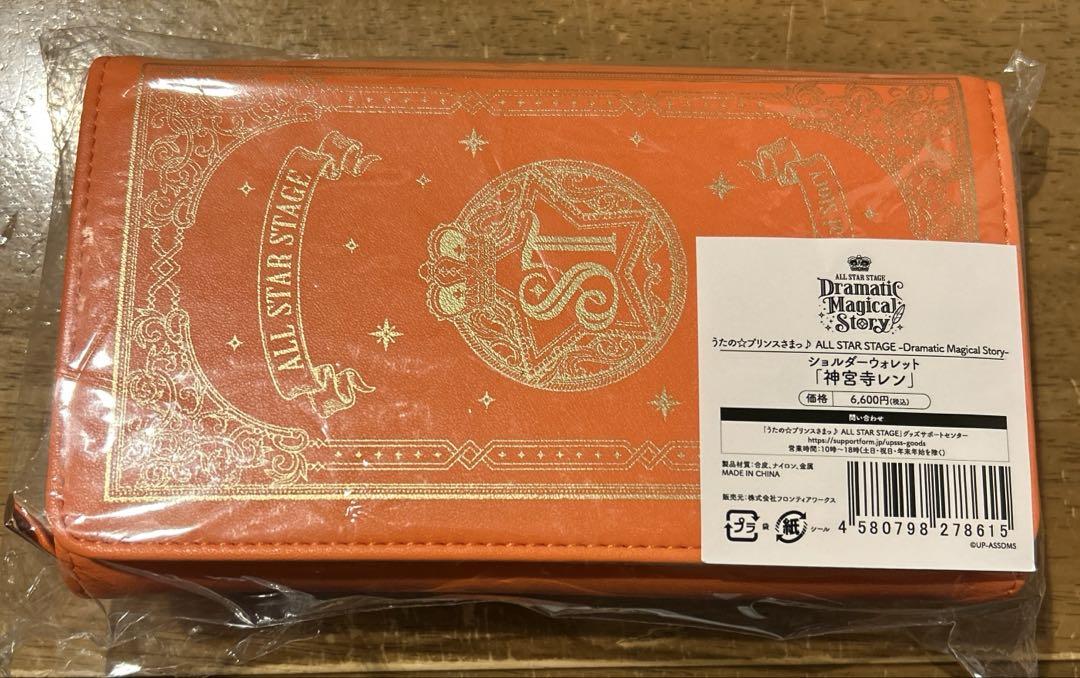 ALL STAR STAGE
ST
ALL STAR STAGE
Dramatic
Magical
Story
うたの☆プリンスさまっ♪ ALL STAR STAGE -Dramatic Magical Story-
ショルダーウォレット
「神宮寺レン」
価格 6,600円(税込)
問い合わせ
「うたの☆プリンスさまっ♪ ALL STAR STAGE」グッズサポートセンター
https://supportform.jp/upsss-goods
営業時間:10時~18時(土日・祝日・年末年始を除く)
製品材質:合皮、ナイロン、金属
MADE IN CHINA
販売元:株式会社フロンティアワークス
プラ 袋 紙 シール
4 580798 278615
©UP-ASSDMS